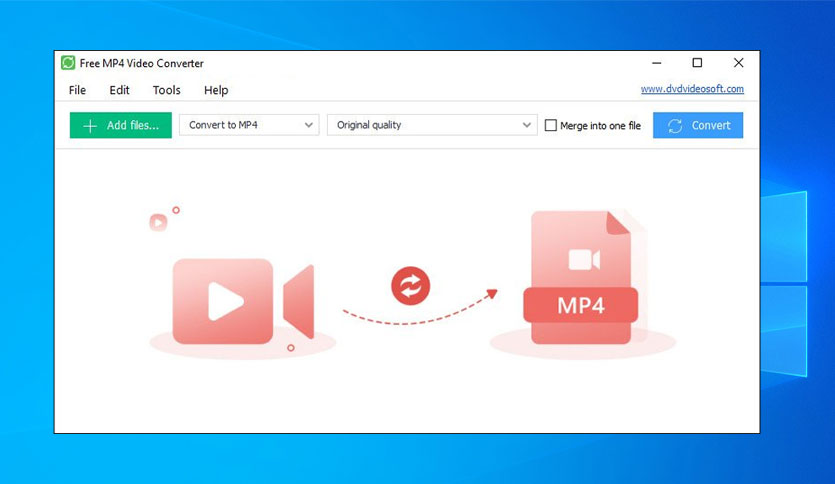 Free MP4 Video Converter
File Edit Tools Help www.dvdvideosoft.com
Add files... Convert to MP4 Original quality Merge into one file Convert
MP4